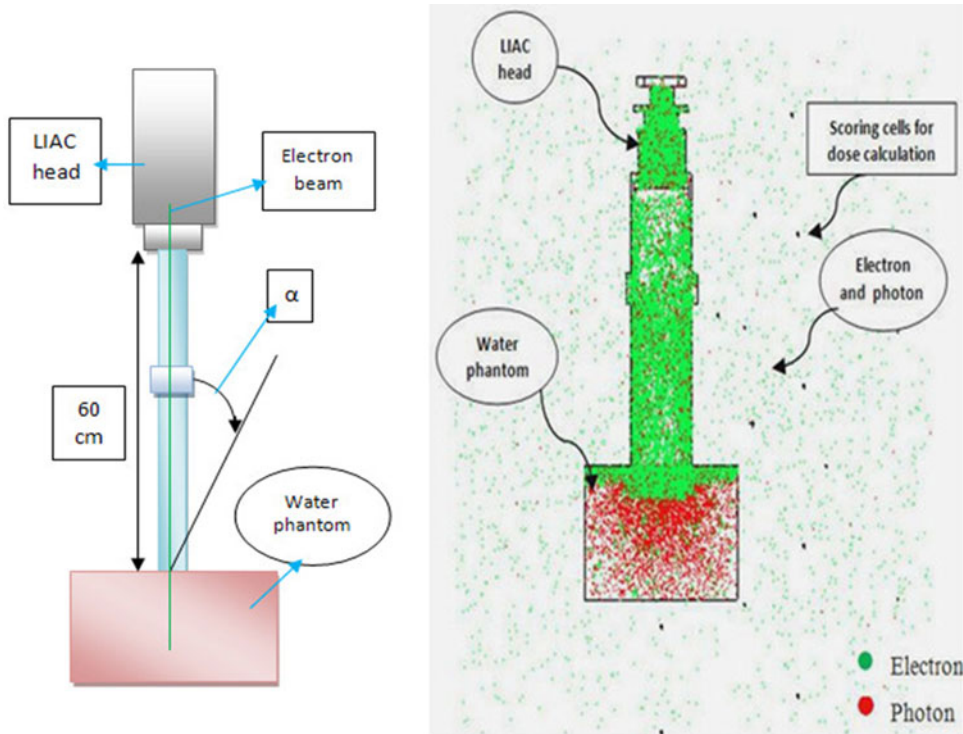 LIAC
head
Electron
beam
α
60
cm
Water
phantom
LIAC
head
Scoring cells for
dose calculation
Electron
and photon
Water
phantom
Electron
Photon